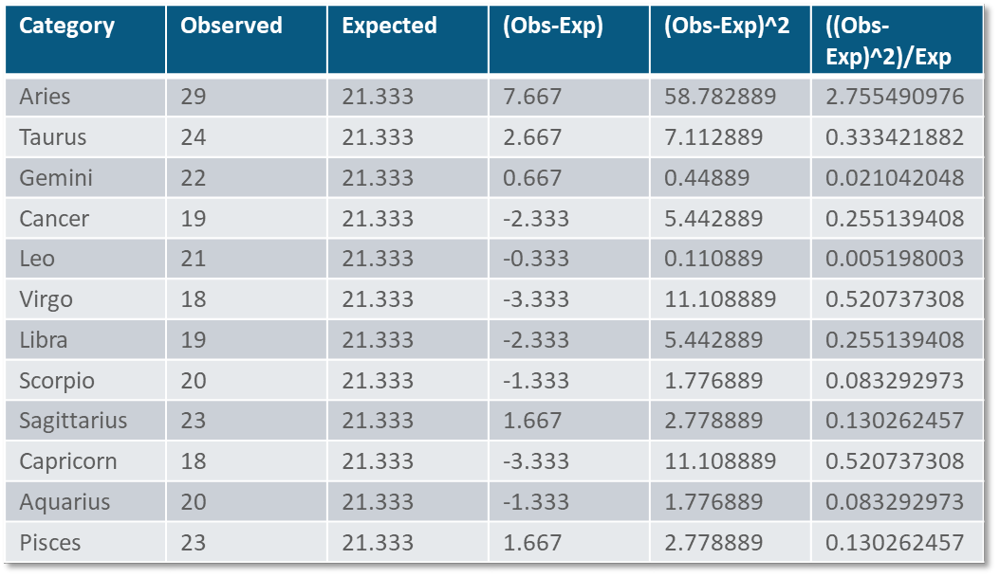 Category Observed Expected (Obs-Exp) (Obs-Exp)^2 ((Obs-
Exp)^2)/Exp
Aries 29 21.333 7.667 58.782889 2.755490976
Taurus 24 21.333 2.667 7.112889 0.333421882
Gemini 22 21.333 0.667 0.44889 0.021042048
Cancer 19 21.333 -2.333 5.442889 0.255139408
Leo 21 21.333 -0.333 0.110889 0.005198003
Virgo 18 21.333 -3.333 11.108889 0.520737308
Libra 19 21.333 -2.333 5.442889 0.255139408
Scorpio 20 21.333 -1.333 1.776889 0.083292973
Sagittarius 23 21.333 1.667 2.778889 0.130262457
Capricorn 18 21.333 -3.333 11.108889 0.520737308
Aquarius 20 21.333 -1.333 1.776889 0.083292973
Pisces 23 21.333 1.667 2.778889 0.130262457